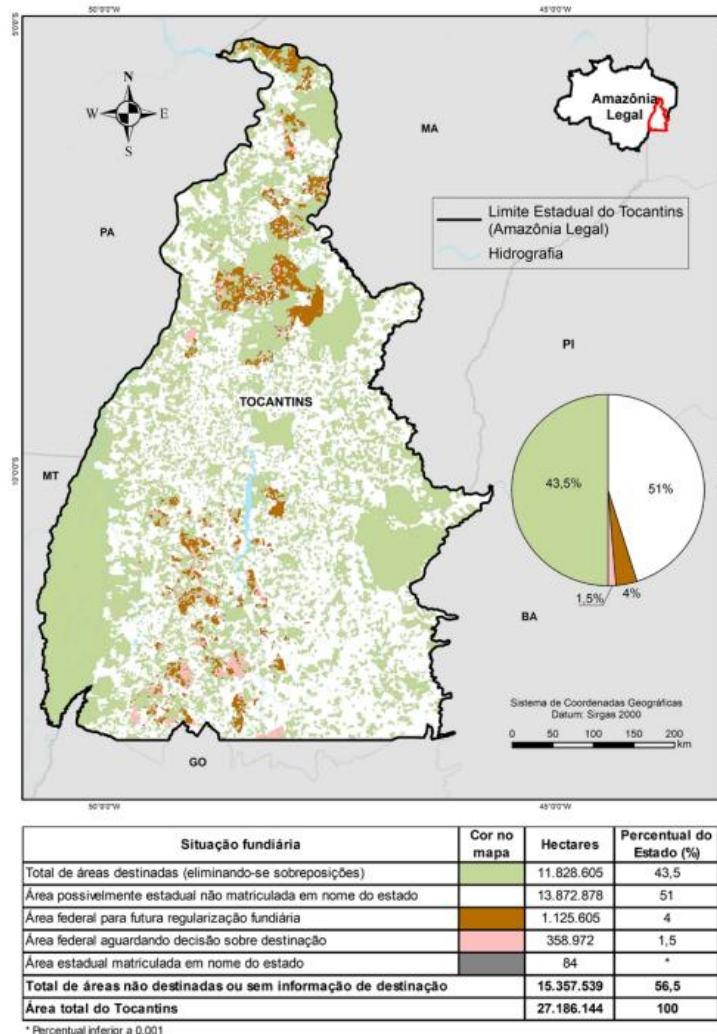 50°0'0"W
45°0'0"W
5°0'0"S
N
W
E
S
Amazônia
Legal
MA
PA
Limite Estadual do Tocantins
(Amazônia Legal)
Hidrografia
PI
TOCANTINS
10°0'0"S
MT
43,5%
51%
1,5%
4%
BA
Sistema de Coordenadas Geográficas
Datum: Sirgas 2000
0 50 100 150 200
km
GO
50°0'0"W
45°0'0"W
Situação fundiária Cor no mapa Hectares Percentual do Estado (%)
Total de áreas destinadas (eliminando-se sobreposições) 11.828.605 43,5
Área possivelmente estadual não matriculada em nome do estado 13.872.878 51
Área federal para futura regularização fundiária 1.125.605 4
Área federal aguardando decisão sobre destinação 358.972 1,5
Área estadual matriculada em nome do estado 84 *
Total de áreas não destinadas ou sem informação de destinação 15.357.539 56,5
Área total do Tocantins 27.186.144 100
* Percentual inferior a 0,001